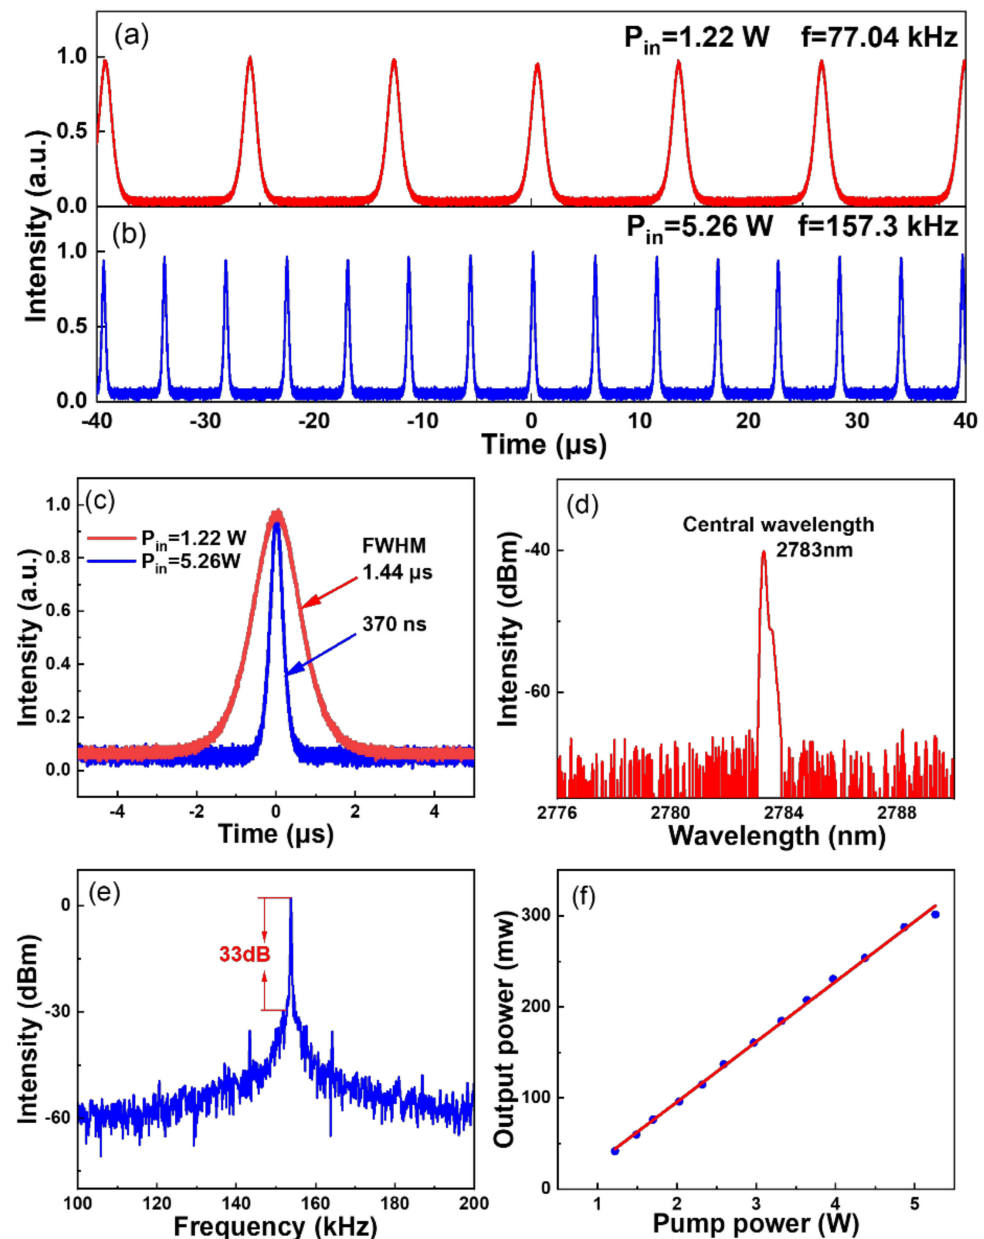 (a)
P_in=1.22 W f=77.04 kHz
1.0
0.5
0.0
(b)
P_in=5.26 W f=157.3 kHz
1.0
0.5
0.0
Intensity (a.u.)
-40 -30 -20 -10 0 10 20 30 40
Time (µs)
(c)
1.0
0.8
0.6
0.4
0.2
0.0
Intensity (a.u.)
P_in=1.22 W
P_in=5.26W
FWHM
1.44 µs
370 ns
-4 -2 0 2 4
Time (µs)
(d)
Central wavelength
2783nm
-40
-60
Intensity (dBm)
2776 2780 2784 2788
Wavelength (nm)
(e)
0
-30
-60
Intensity (dBm)
33dB
100 120 140 160 180 200
Frequency (kHz)
(f)
300
200
100
0
Output power (mw)
1 2 3 4 5
Pump power (W)